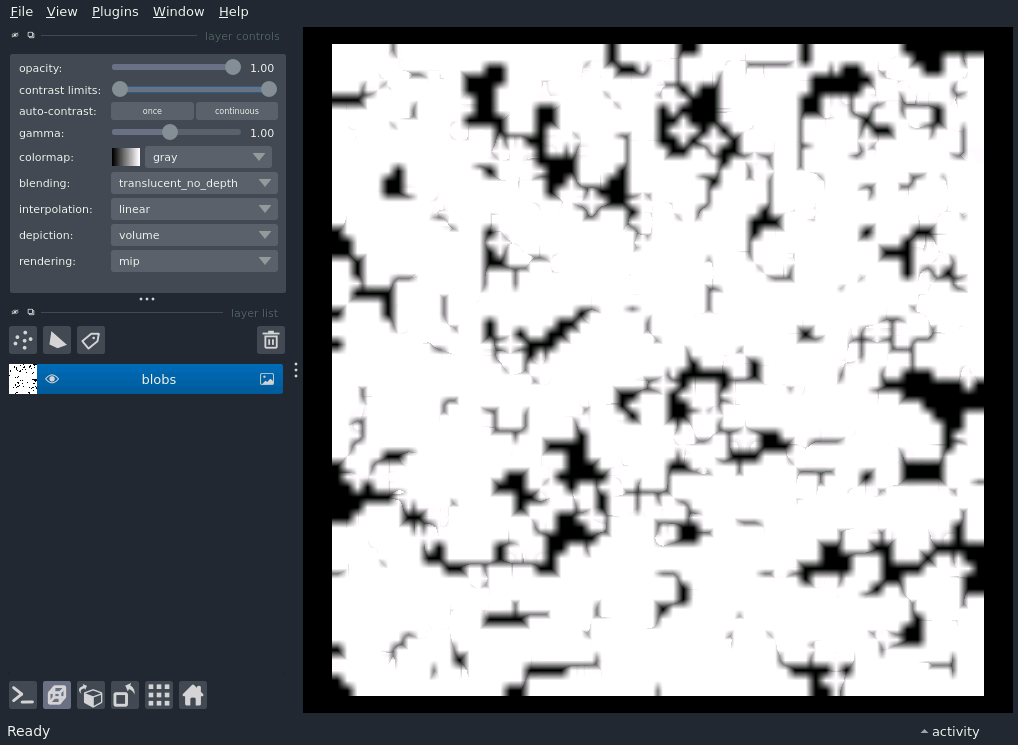 File View Plugins Window Help
layer controls
opacity: 1.00
contrast limits:
auto-contrast: once continuous
gamma: 1.00
colormap: gray
blending: translucent_no_depth
interpolation: linear
depiction: volume
rendering: mip
layer list
blobs
Ready activity